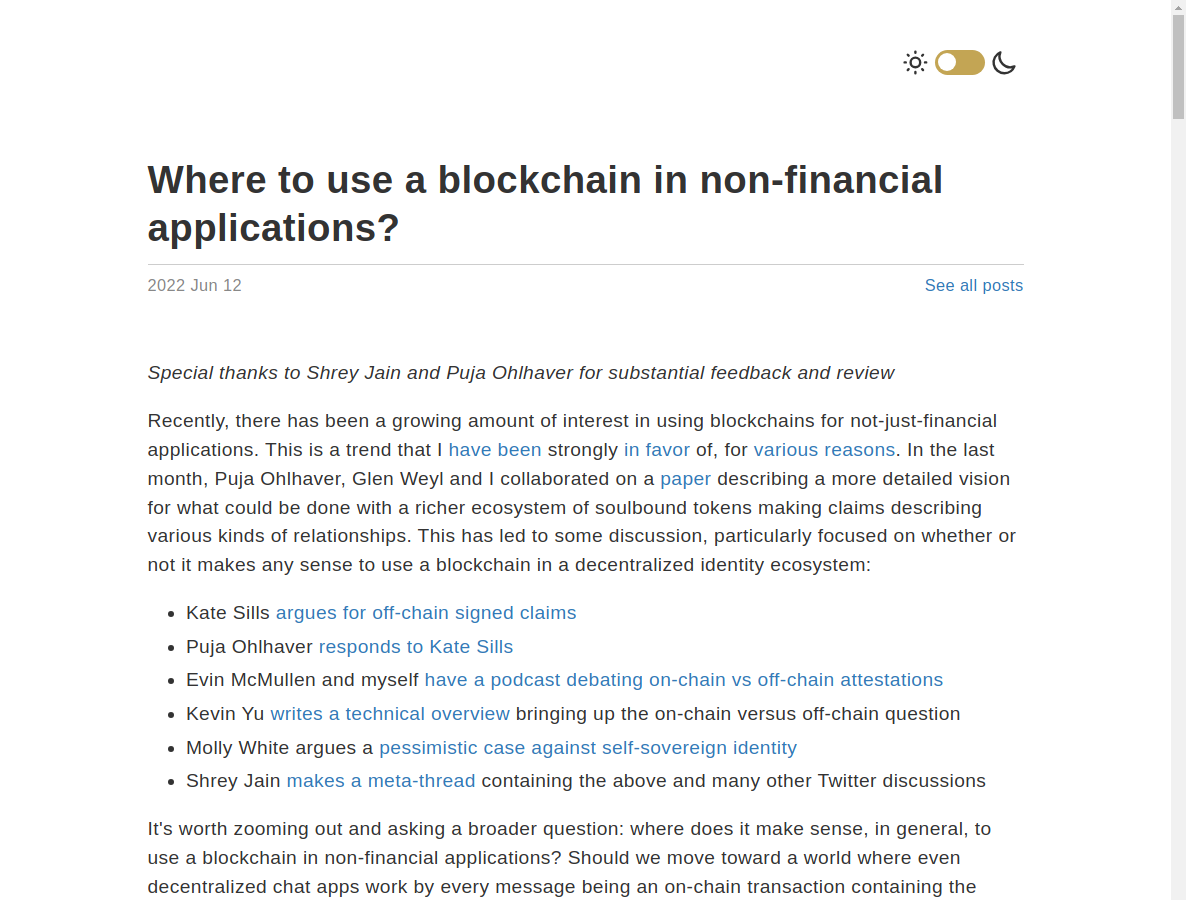 Where to use a blockchain in non-financial
applications?
2022 Jun 12
See all posts
Special thanks to Shrey Jain and Puja Ohlhaver for substantial feedback and review
Recently, there has been a growing amount of interest in using blockchains for not-just-financial
applications. This is a trend that I have been strongly in favor of, for various reasons. In the last
month, Puja Ohlhaver, Glen Weyl and I collaborated on a paper describing a more detailed vision
for what could be done with a richer ecosystem of soulbound tokens making claims describing
various kinds of relationships. This has led to some discussion, particularly focused on whether or
not it makes any sense to use a blockchain in a decentralized identity ecosystem:
• Kate Sills argues for off-chain signed claims
• Puja Ohlhaver responds to Kate Sills
• Evin McMullen and myself have a podcast debating on-chain vs off-chain attestations
• Kevin Yu writes a technical overview bringing up the on-chain versus off-chain question
• Molly White argues a pessimistic case against self-sovereign identity
• Shrey Jain makes a meta-thread containing the above and many other Twitter discussions
It's worth zooming out and asking a broader question: where does it make sense, in general, to
use a blockchain in non-financial applications? Should we move toward a world where even
decentralized chat apps work by every message being an on-chain transaction containing the